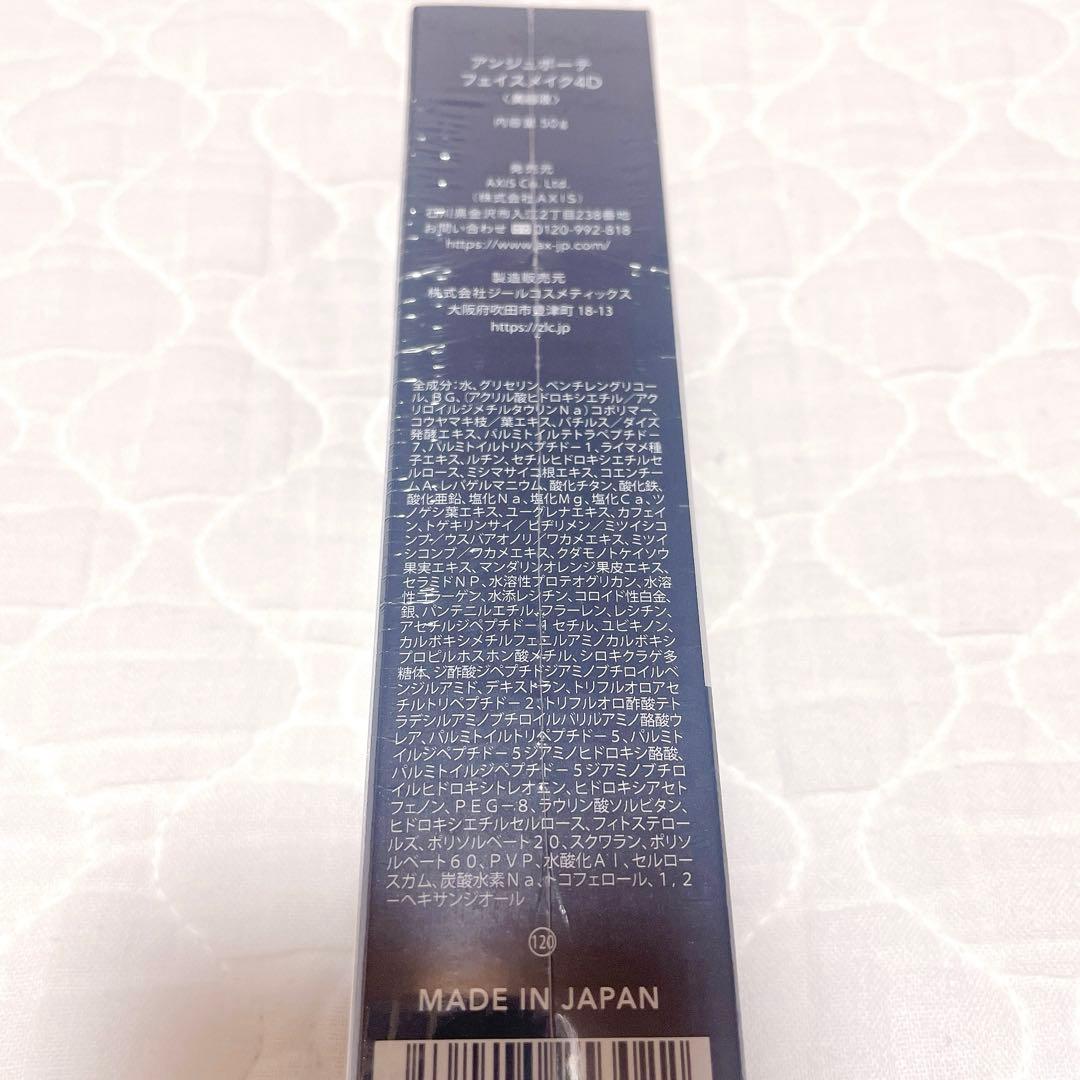 アンジュボーテ
フェイスメイク4D
〈美容液〉
内容量 50g
発売元
AXIS Co. Ltd.
(株式会社AXIS)
石川県金沢市入江2丁目238番地
お問い合わせ 0120-992-818
https://www.ax-jp.com/
製造販売元
株式会社ジールコスメティックス
大阪府吹田市豊津町 18-13
https://zlc.jp
全成分:水、グリセリン、ペンチレングリコー
ル、BG、(アクリル酸ヒドロキシエチル/アク
リロイルジメチルタウリンNa)コポリマー、
コウヤマキ枝/葉エキス、バチルス/ダイズ
発酵エキス、パルミトイルテトラペプチドー
7、パルミトイルトリペプチドー1、ライマメ種
子エキス、ルチン、セチルヒドロキシエチルセ
ルロース、ミシマサイコ根エキス、コエンチー
ムA、レパゲルマニウム、酸化チタン、酸化鉄、
酸化亜鉛、塩化Na、塩化Mg、塩化Ca、ツ
ノゲシ葉エキス、ユーグレナエキス、カフェイ
ン、トゲキリンサイ/ヒヂリメン/ミツイシコ
ンブ/ウスバアオノリ/ワカメエキス、ミツイ
シコンブ/ワカメエキス、クダモノトケイソウ
果実エキス、マンダリンオレンジ果皮エキス、
セラミドNP、水溶性プロテオグリカン、水溶
性コラーゲン、水添レシチン、コロイド性白金、
銀、パンテニルエチル、フラーレン、レシチン、
アセチルジペプチドー1セチル、ユビキノン、
カルボキシメチルフェニルアミノカルボキシ
プロピルホスホン酸メチル、シロキクラゲ多
糖体、ジ酢酸ジペプチドジアミノブチロイルベ
ンジルアミド、デキストラン、トリフルオロアセ
チルトリペプチドー2、トリフルオロ酢酸テト
ラデシルアミノブチロイルバリルアミノ酪酸ウ
レア、パルミトイルトリペプチドー5、パルミト
イルジペプチドー5ジアミノヒドロキシ酪酸、
パルミトイルジペプチドー5ジアミノブチロ
イルヒドロキシトレオニン、ヒドロキシアセト
フェノン、PEG-8、ラウリン酸ソルビタン、
ヒドロキシエチルセルロース、フィトステロー
ルズ、ポリソルベート20、スクワラン、ポリソ
ルベート60、PVP、水酸化Al、セルロー
スガム、炭酸水素Na、トコフェロール、1,2
-ヘキサンジオール
120
MADE IN JAPAN